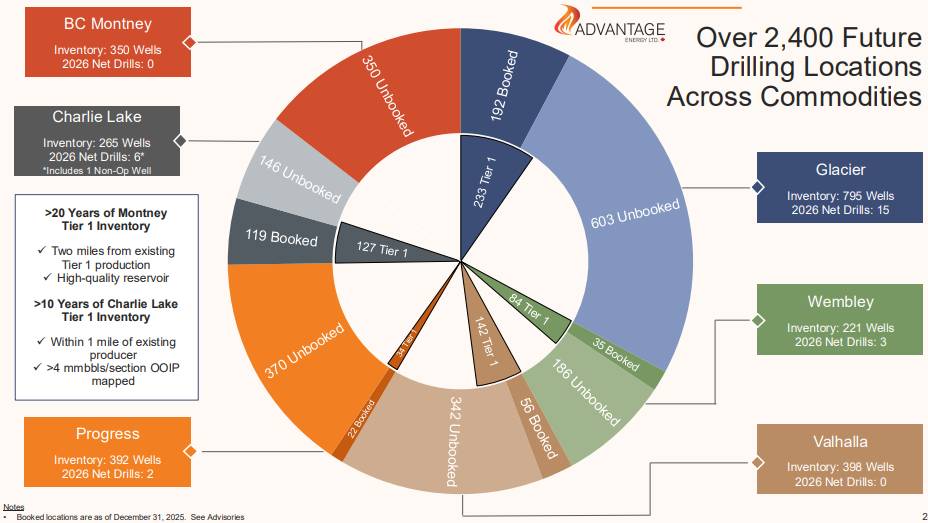 BC Montney
Inventory: 350 Wells
2026 Net Drills: 0
ADVANTAGE
ENERGY LTD.
Over 2,400 Future
Drilling Locations
Across Commodities
Charlie Lake
Inventory: 265 Wells
2026 Net Drills: 6*
*Includes 1 Non-Op Well
>20 Years of Montney
Tier 1 Inventory
✓ Two miles from existing
Tier 1 production
✓ High-quality reservoir
>10 Years of Charlie Lake
Tier 1 Inventory
✓ Within 1 mile of existing
producer
✓ >4 mmbbls/section OOIP
mapped
Progress
Inventory: 392 Wells
2026 Net Drills: 2
192 Booked
603 Unbooked
233 Tier 1
35 Booked
186 Unbooked
84 Tier 1
56 Booked
342 Unbooked
142 Tier 1
22 Booked
370 Unbooked
34 Tier 1
119 Booked
146 Unbooked
127 Tier 1
350 Unbooked
Glacier
Inventory: 795 Wells
2026 Net Drills: 15
Wembley
Inventory: 221 Wells
2026 Net Drills: 3
Valhalla
Inventory: 398 Wells
2026 Net Drills: 0
Notes
• Booked locations are as of December 31, 2025. See Advisories
2